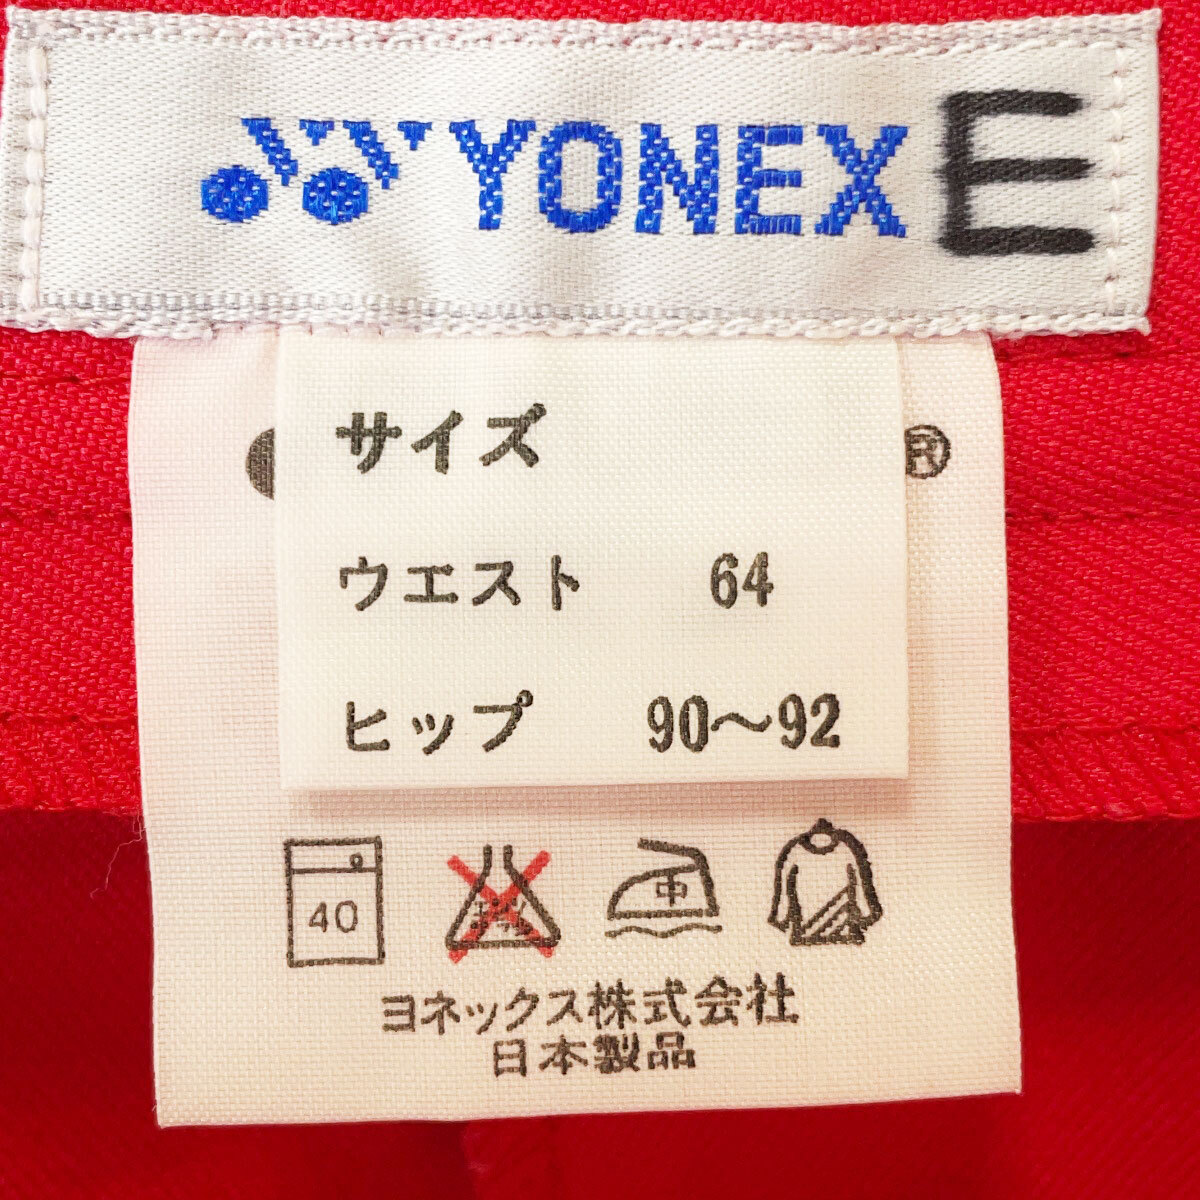 YONEX E
サイズ
®
ウエスト 64
ヒップ 90〜92
40
中
ヨネックス株式会社
日本製品